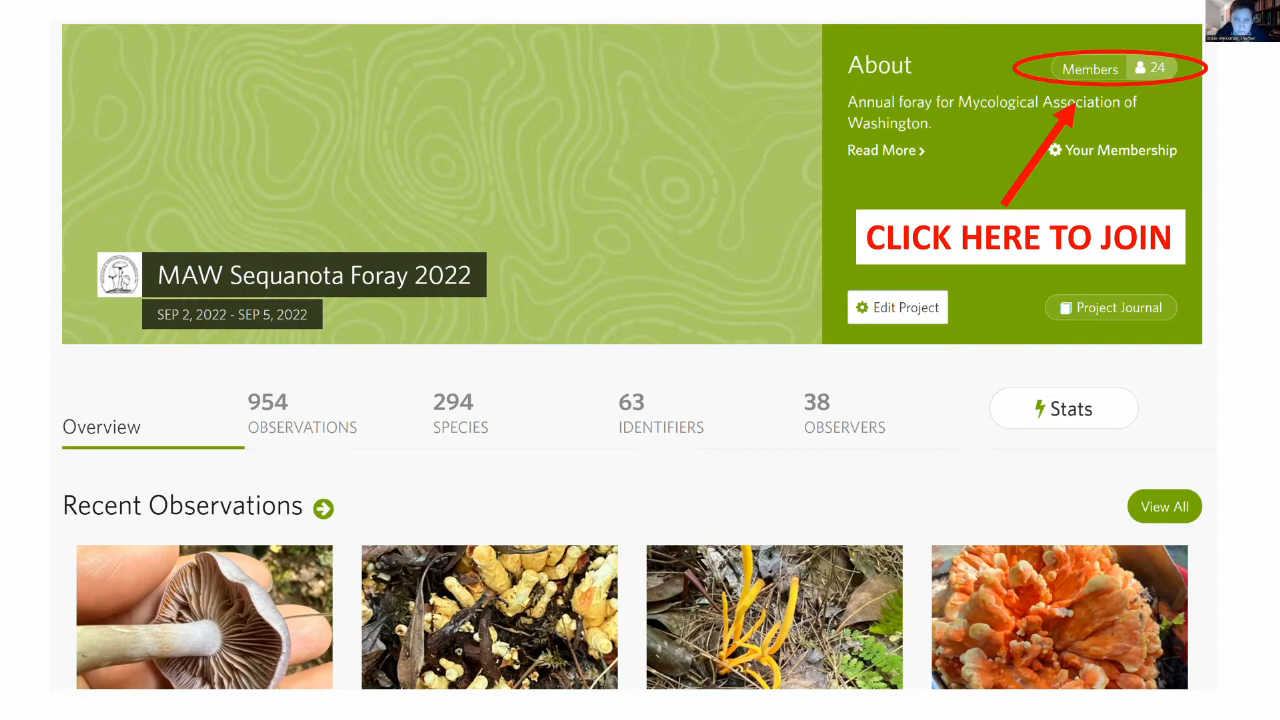 About
Members 24
Annual foray for Mycological Association of
Washington.
Read More
Your Membership
CLICK HERE TO JOIN
MAW Sequanota Foray 2022
SEP 2, 2022 - SEP 5, 2022
Edit Project
Project Journal
Overview
954
OBSERVATIONS
294
SPECIES
63
IDENTIFIERS
38
OBSERVERS
Stats
Recent Observations
View All